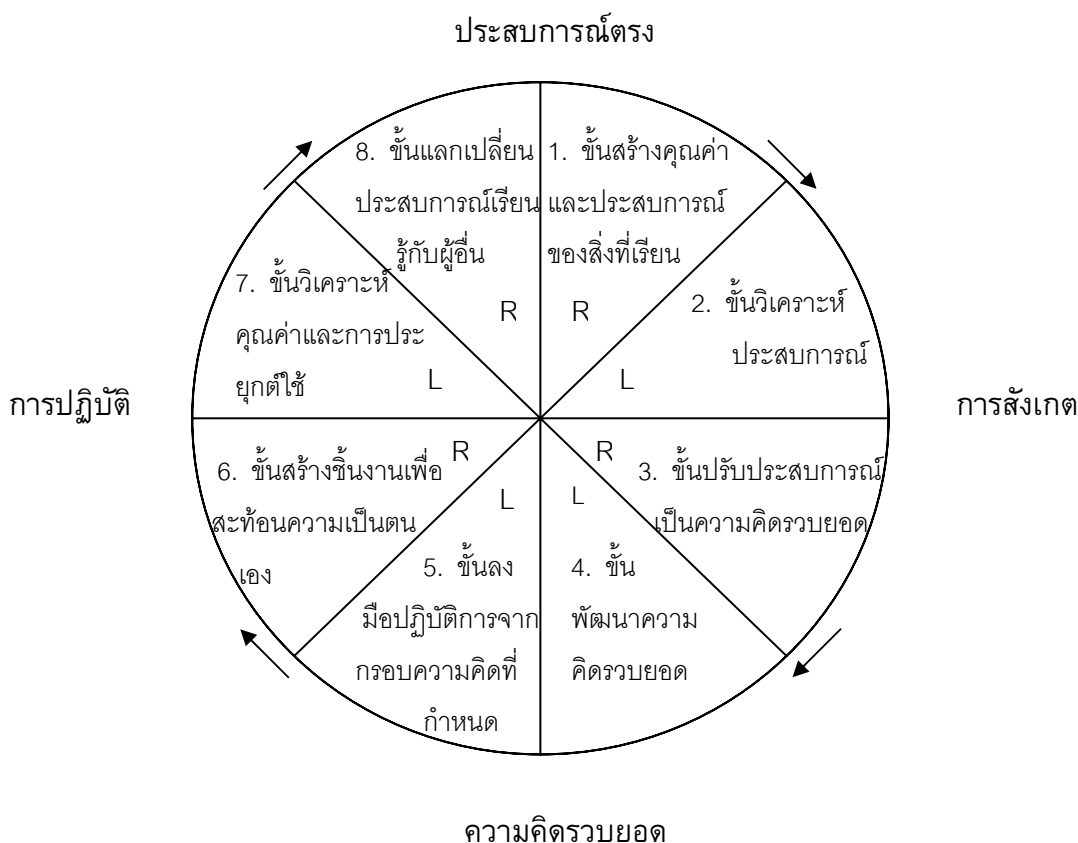 ประสบการณ์ตรง
8. ขั้นแลกเปลี่ยน
ประสบการณ์เรียน
รู้กับผู้อื่น
R
1. ขั้นสร้างคุณค่า
และประสบการณ์
ของสิ่งที่เรียน
R
7. ขั้นวิเคราะห์
คุณค่าและการประ
ยุกต์ใช้
L
2. ขั้นวิเคราะห์
ประสบการณ์
L
การปฏิบัติ
การสังเกต
6. ขั้นสร้างชิ้นงานเพื่อ
สะท้อนความเป็นตน
เอง
R
3. ขั้นปรับประสบการณ์
เป็นความคิดรวบยอด
R
L
5. ขั้นลง
มือปฏิบัติการจาก
กรอบความคิดที่
กำหนด
L
4. ขั้น
พัฒนาความ
คิดรวบยอด
ความคิดรวบยอด